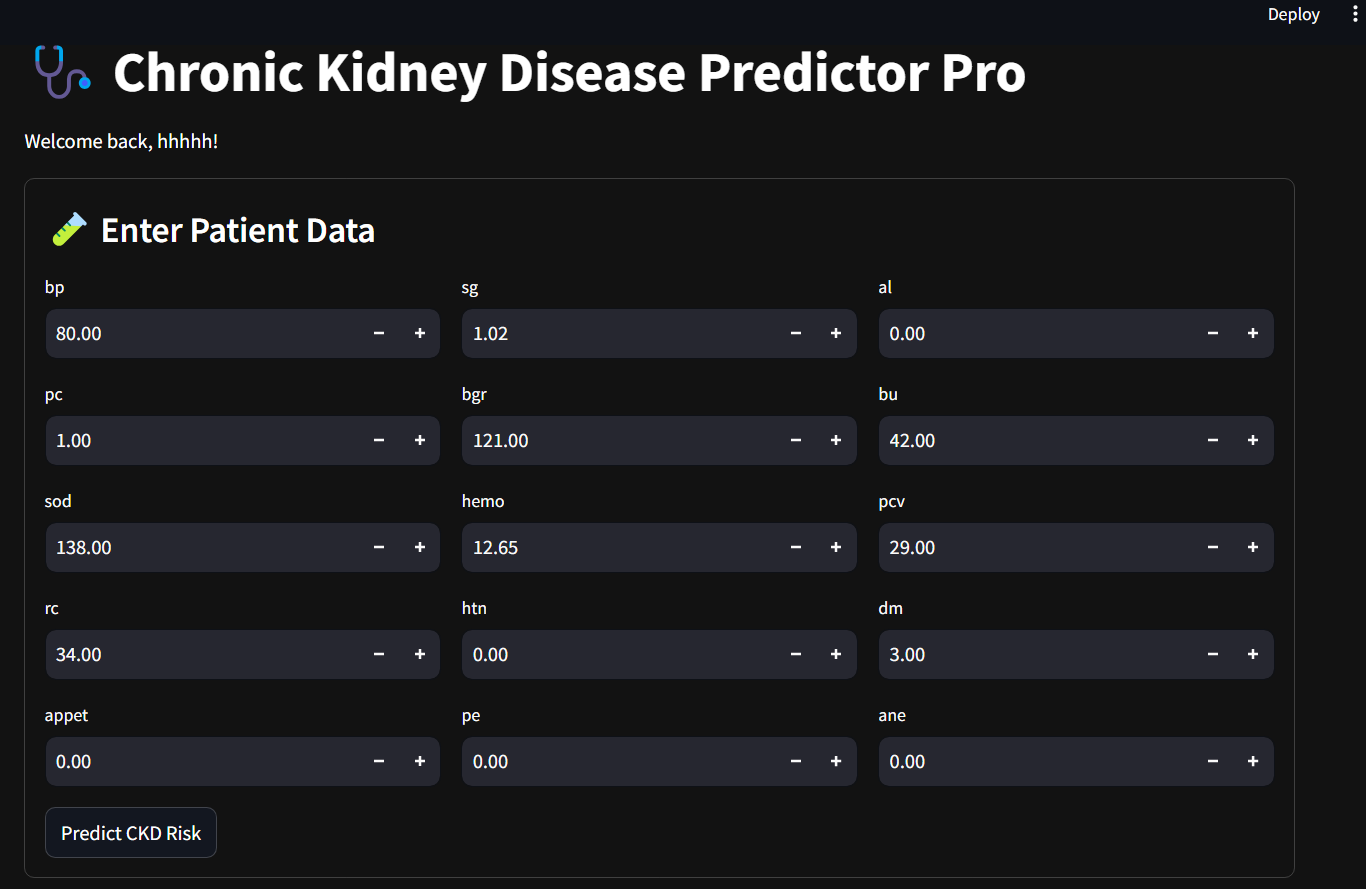 Deploy
Chronic Kidney Disease Predictor Pro
Welcome back, hhhhh!
Enter Patient Data
bp sg al
80.00 1.02 0.00
pc bgr bu
1.00 121.00 42.00
sod hemo pcv
138.00 12.65 29.00
rc htn dm
34.00 0.00 3.00
appet pe ane
0.00 0.00 0.00
Predict CKD Risk